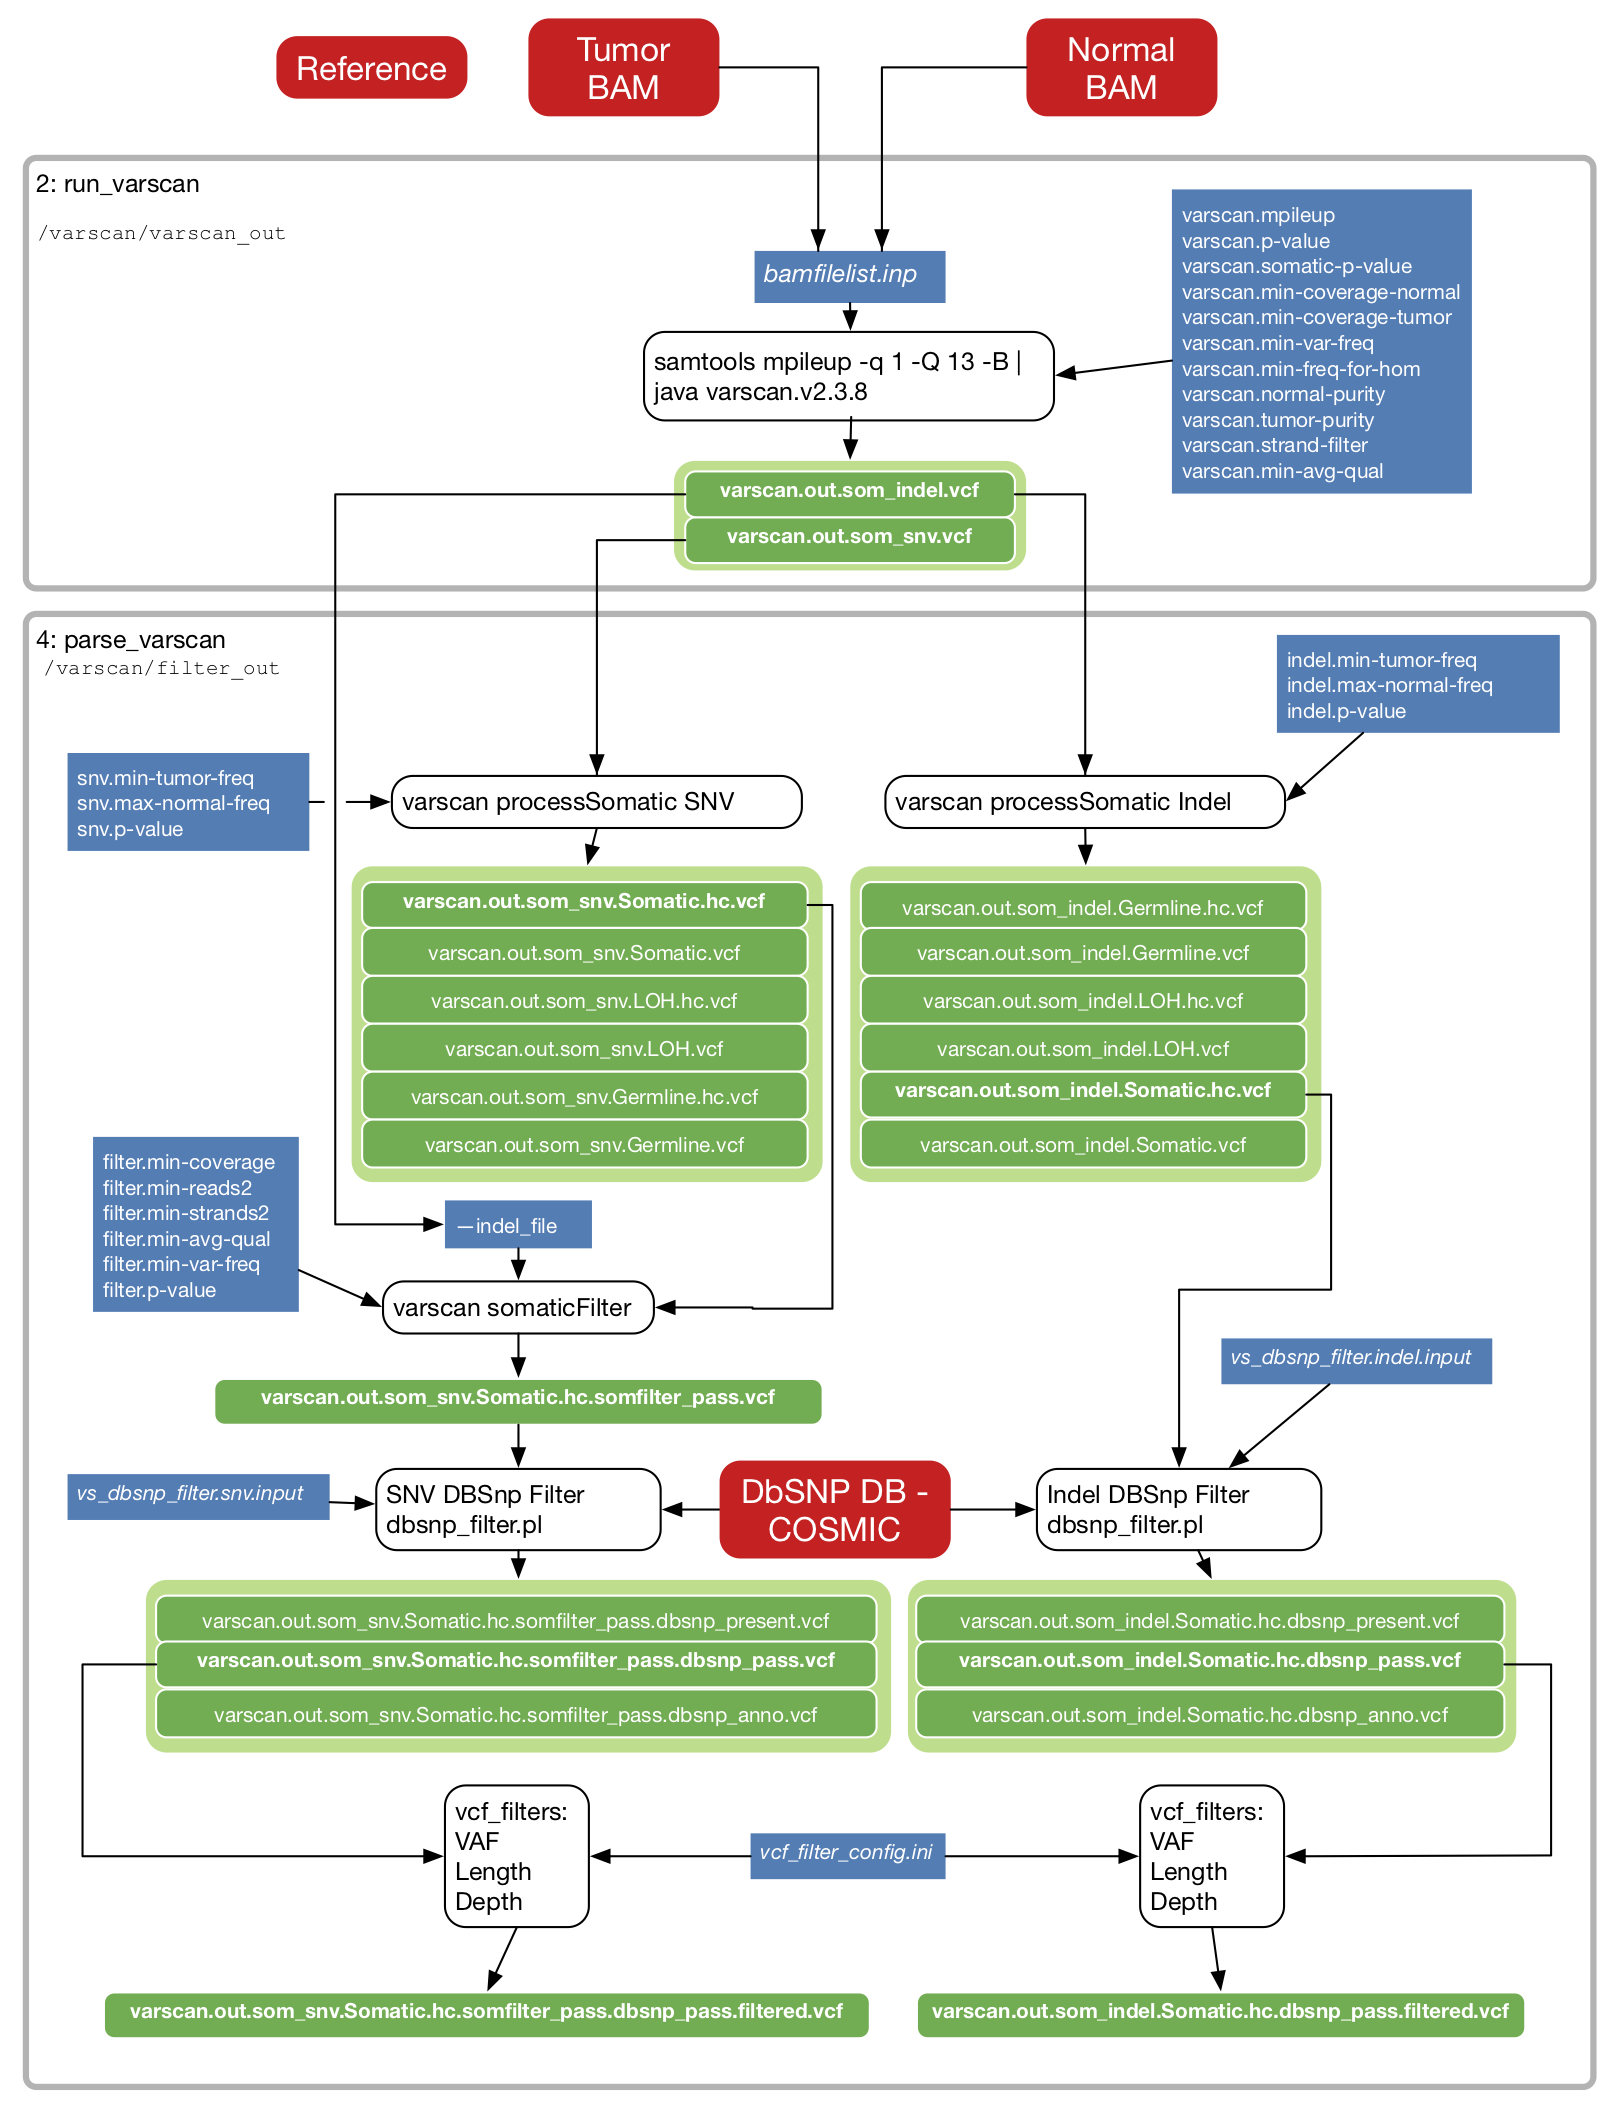 Reference
Tumor
BAM
Normal
BAM
2: run_varscan
/varscan/varscan_out
varscan.mpileup
varscan.p-value
varscan.somatic-p-value
varscan.min-coverage-normal
varscan.min-coverage-tumor
varscan.min-var-freq
varscan.min-freq-for-hom
varscan.normal-purity
varscan.tumor-purity
varscan.strand-filter
varscan.min-avg-qual
bamfilelist.inp
samtools mpileup -q 1 -Q 13 -B |
java varscan.v2.3.8
varscan.out.som_indel.vcf
varscan.out.som_snv.vcf
4: parse_varscan
/varscan/filter_out
indel.min-tumor-freq
indel.max-normal-freq
indel.p-value
snv.min-tumor-freq
snv.max-normal-freq
snv.p-value
varscan processSomatic SNV
varscan processSomatic Indel
varscan.out.som_snv.Somatic.hc.vcf
varscan.out.som_snv.Somatic.vcf
varscan.out.som_snv.LOH.hc.vcf
varscan.out.som_snv.LOH.vcf
varscan.out.som_snv.Germline.hc.vcf
varscan.out.som_snv.Germline.vcf
varscan.out.som_indel.Germline.hc.vcf
varscan.out.som_indel.Germline.vcf
varscan.out.som_indel.LOH.hc.vcf
varscan.out.som_indel.LOH.vcf
varscan.out.som_indel.Somatic.hc.vcf
varscan.out.som_indel.Somatic.vcf
filter.min-coverage
filter.min-reads2
filter.min-strands2
filter.min-avg-qual
filter.min-var-freq
filter.p-value
—indel_file
varscan somaticFilter
varscan.out.som_snv.Somatic.hc.somfilter_pass.vcf
vs_dbsnp_filter.indel.input
vs_dbsnp_filter.snv.input
SNV DBSnp Filter
dbsnp_filter.pl
DbSNP DB -
COSMIC
Indel DBSnp Filter
dbsnp_filter.pl
varscan.out.som_snv.Somatic.hc.somfilter_pass.dbsnp_present.vcf
varscan.out.som_snv.Somatic.hc.somfilter_pass.dbsnp_pass.vcf
varscan.out.som_snv.Somatic.hc.somfilter_pass.dbsnp_anno.vcf
varscan.out.som_indel.Somatic.hc.dbsnp_present.vcf
varscan.out.som_indel.Somatic.hc.dbsnp_pass.vcf
varscan.out.som_indel.Somatic.hc.dbsnp_anno.vcf
vcf_filters:
VAF
Length
Depth
vcf_filter_config.ini
vcf_filters:
VAF
Length
Depth
varscan.out.som_snv.Somatic.hc.somfilter_pass.dbsnp_pass.filtered.vcf
varscan.out.som_indel.Somatic.hc.dbsnp_pass.filtered.vcf